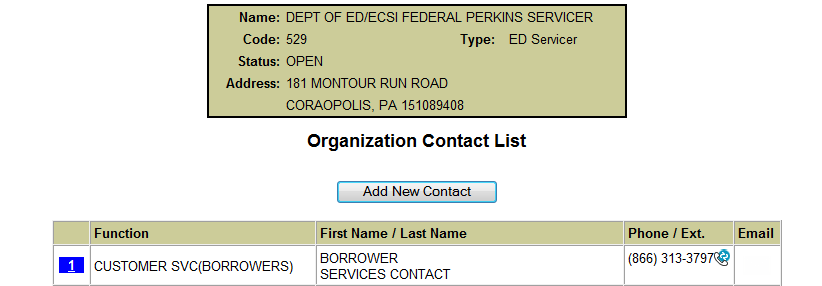 Name: DEPT OF ED/ECSI FEDERAL PERKINS SERVICER
Code: 529 Type: ED Servicer
Status: OPEN
Address: 181 MONTOUR RUN ROAD
CORAOPOLIS, PA 151089408
Organization Contact List
Add New Contact
Function First Name / Last Name Phone / Ext. Email
1 CUSTOMER SVC(BORROWERS) BORROWER (866) 313-3797
SERVICES CONTACT